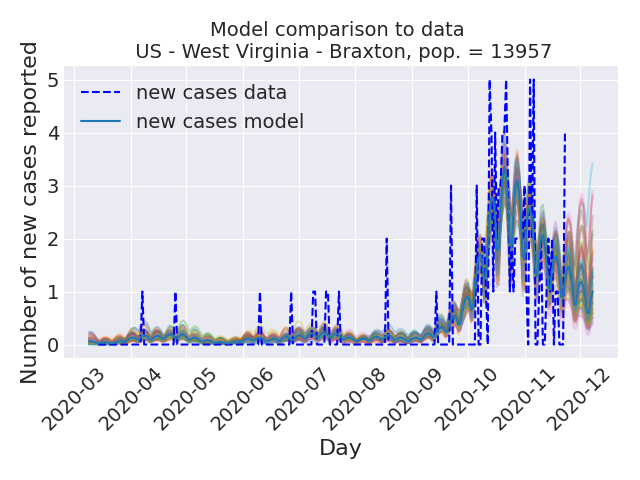 Model comparison to data
US - West Virginia - Braxton, pop. = 13957
Number of new cases reported
5
4
3
2
1
0
new cases data
new cases model
2020-03
2020-04
2020-05
2020-06
2020-07
2020-08
2020-09
2020-10
2020-11
2020-12
Day